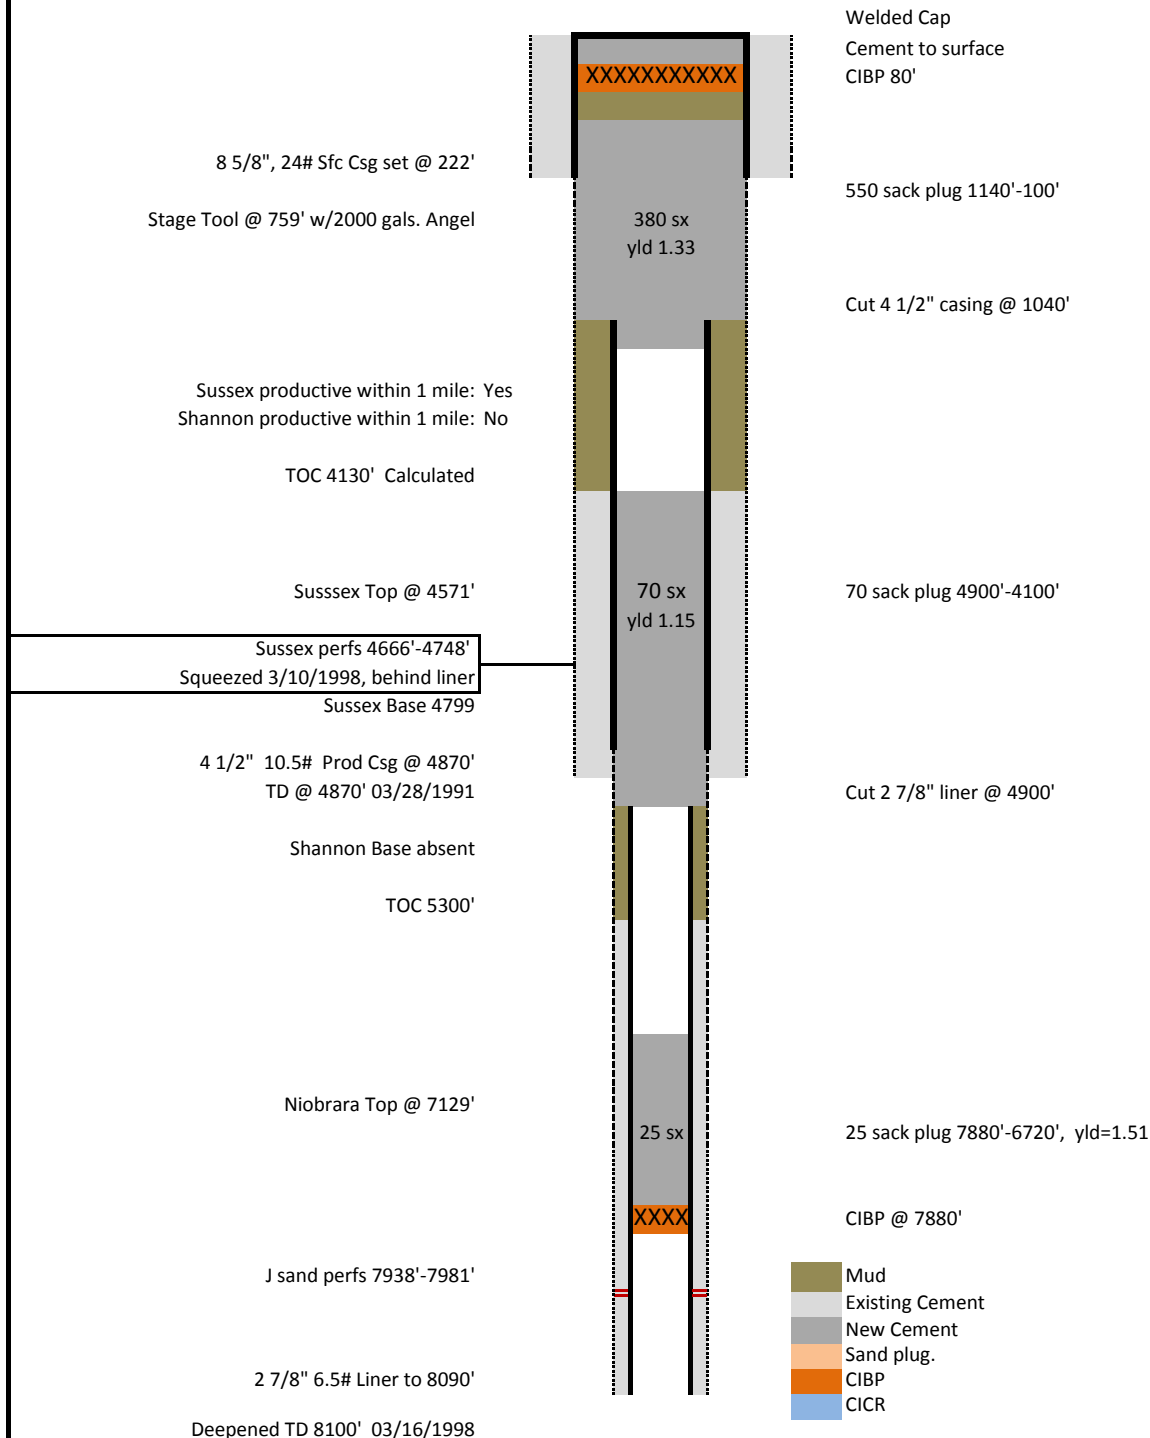 Welded Cap
Cement to surface
XXXXXXXXXXX
CIBP 80'
8 5/8", 24# Sfc Csg set @ 222'
550 sack plug 1140'-100'
Stage Tool @ 759' w/2000 gals. Angel
380 sx
yld 1.33
Cut 4 1/2" casing @ 1040'
Sussex productive within 1 mile: Yes
Shannon productive within 1 mile: No
TOC 4130' Calculated
Susssex Top @ 4571'
70 sx
70 sack plug 4900'-4100'
yld 1.15
Sussex perfs 4666'-4748'
Squeezed 3/10/1998, behind liner
Sussex Base 4799
4 1/2" 10.5# Prod Csg @ 4870'
TD @ 4870' 03/28/1991
Cut 2 7/8" liner @ 4900'
Shannon Base absent
TOC 5300'
Niobrara Top @ 7129'
25 sx
25 sack plug 7880'-6720', yld=1.51
XXXX
CIBP @ 7880'
J sand perfs 7938'-7981'
Mud
Existing Cement
New Cement
Sand plug.
CIBP
CICR
2 7/8" 6.5# Liner to 8090'
Deepened TD 8100' 03/16/1998